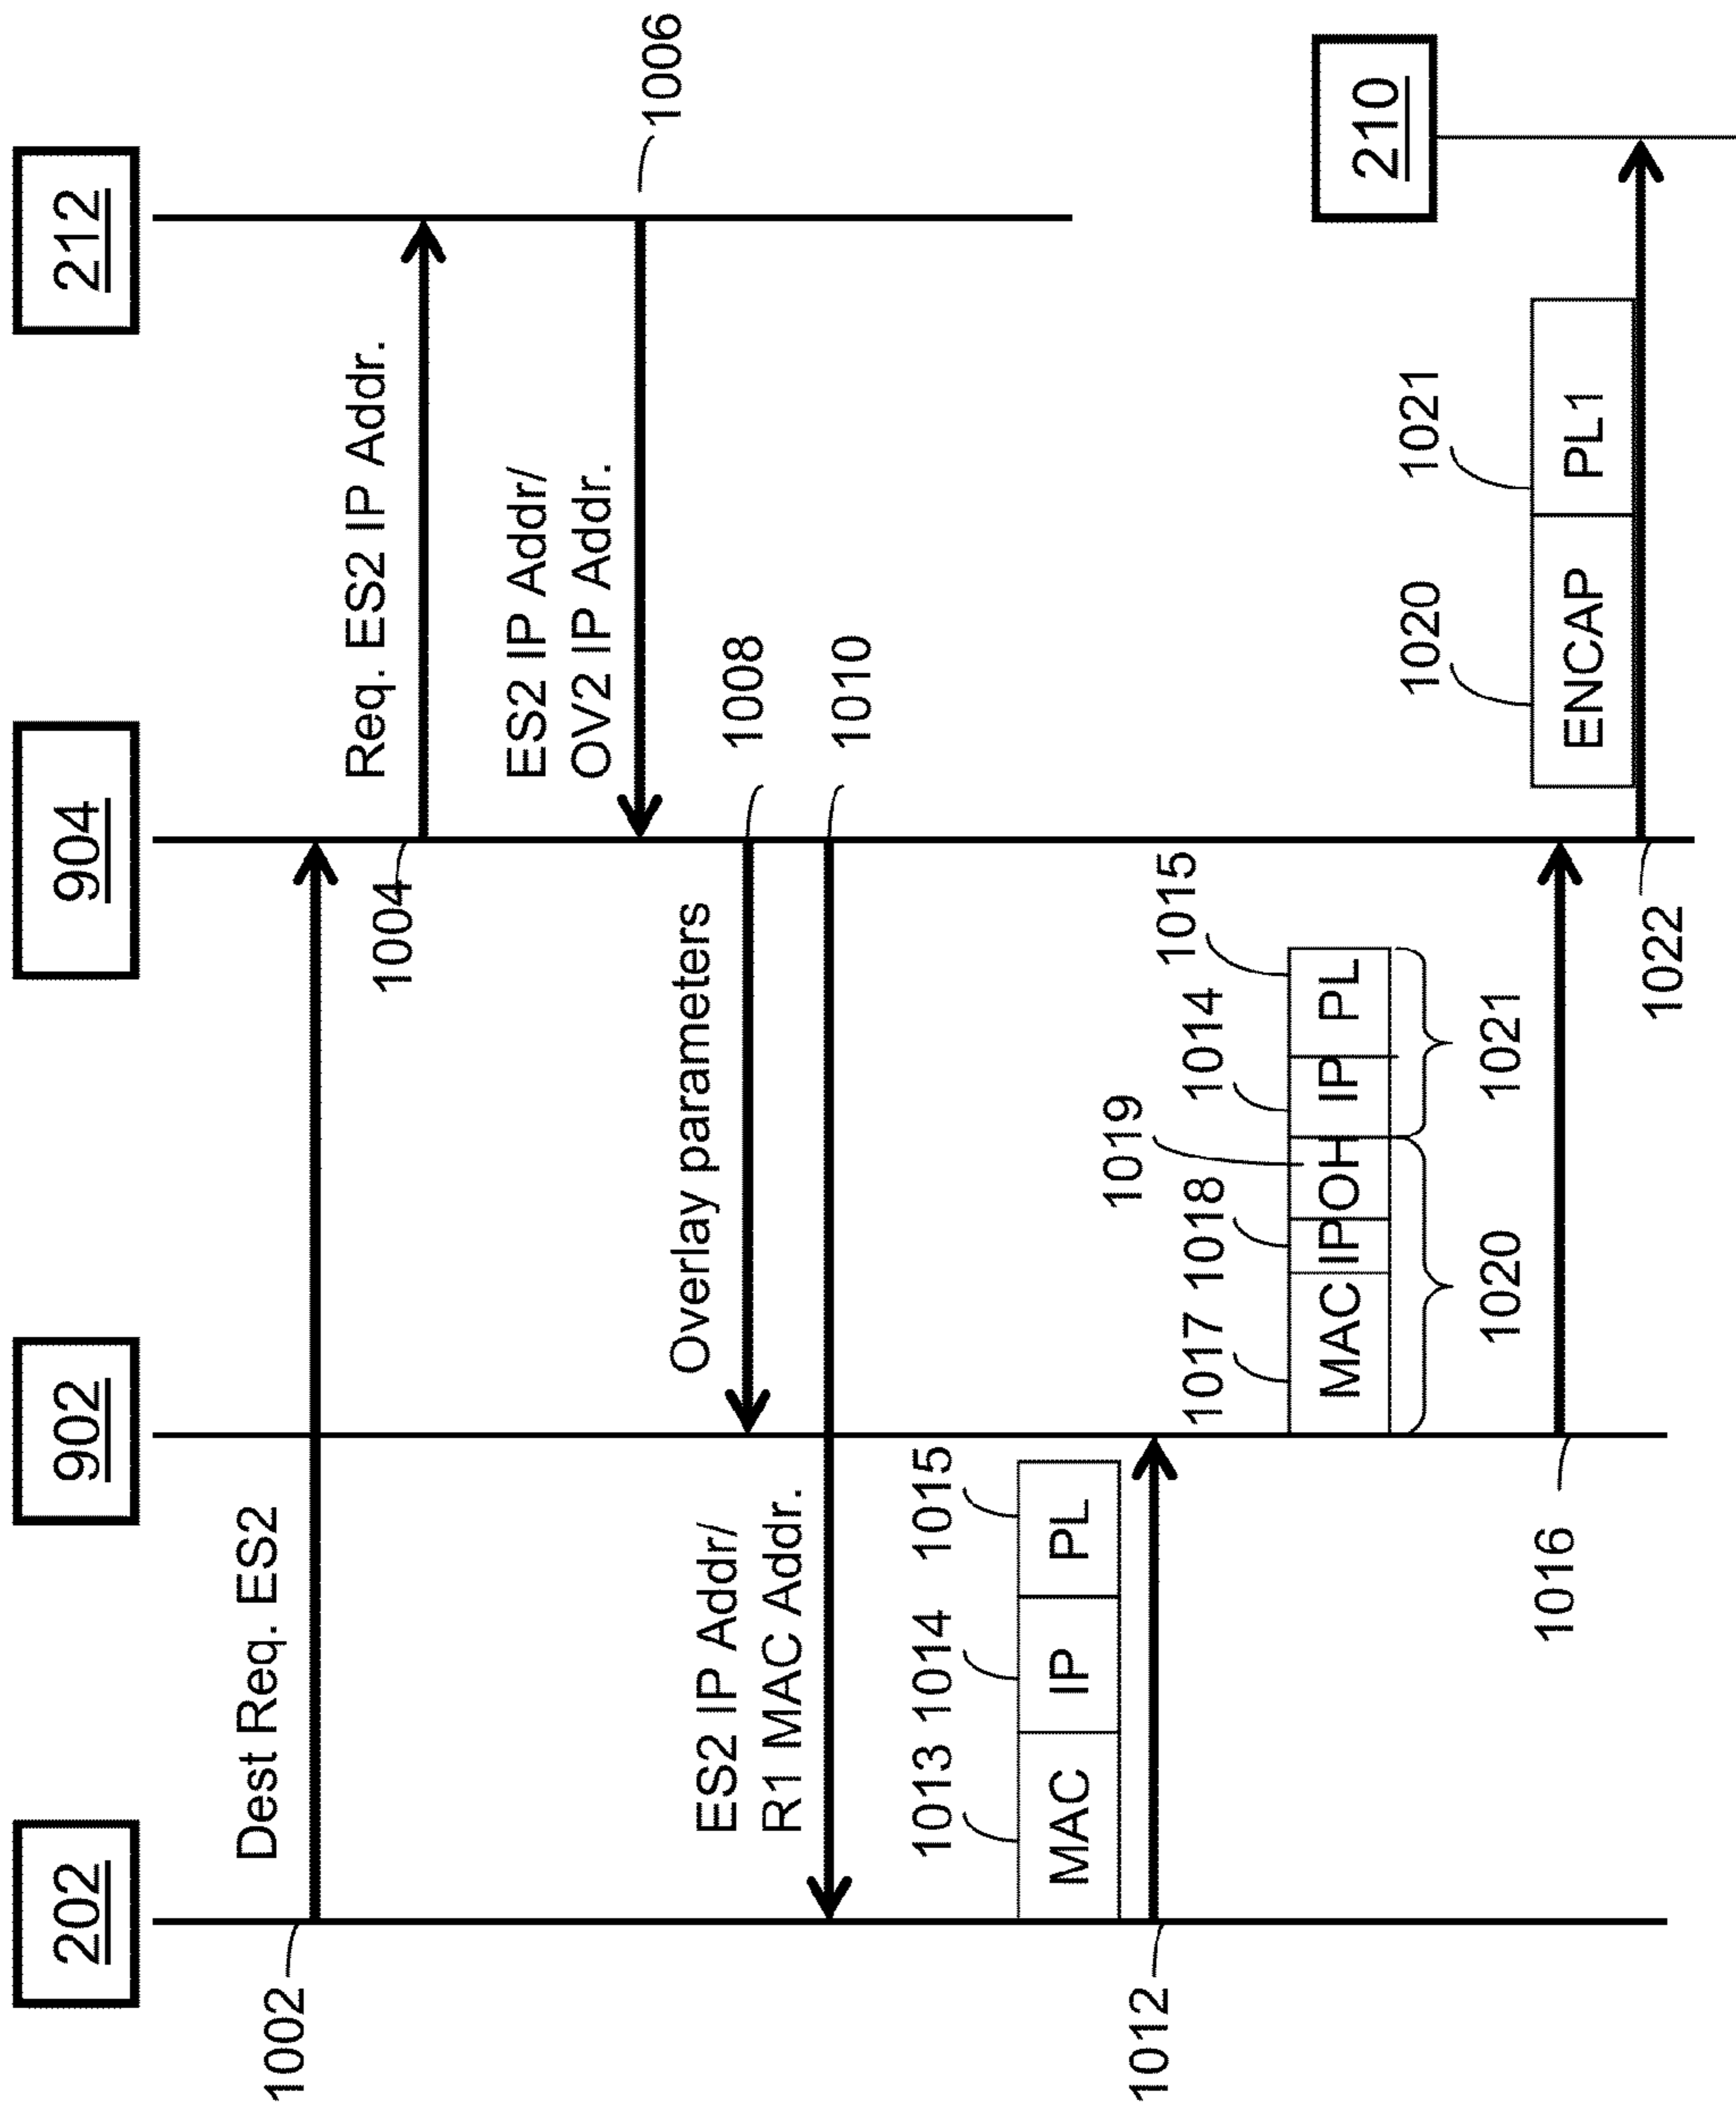 202
902
904
212
1002
Dest Req. ES2
1004
Req. ES2 IP Addr.
ES2 IP Addr/
OV2 IP Addr.
1006
Overlay parameters
1008
ES2 IP Addr/
R1 MAC Addr.
1010
1013 1014 1015
MAC IP PL
1012
1019
1017 1018 1014 1015
MAC IP OH IP PL
1020 1021
1016
210
1020 1021
ENCAP PL1
1022